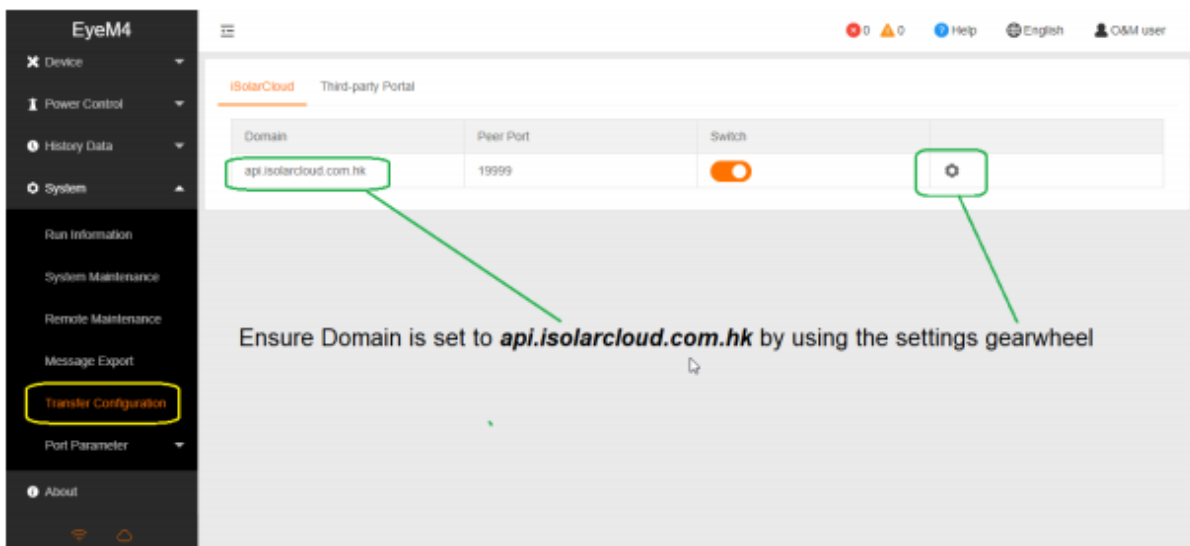 EyeM4
0
0
Help
English
O&M user
Device
Power Control
History Data
System
Run Information
System Maintenance
Remote Maintenance
Message Export
Transfer Configuration
Port Parameter
About
iSolarCloud
Third-party Portal
Domain
Peer Port
Switch
api.isolarcloud.com.hk
19999
Ensure Domain is set to api.isolarcloud.com.hk by using the settings gearwheel